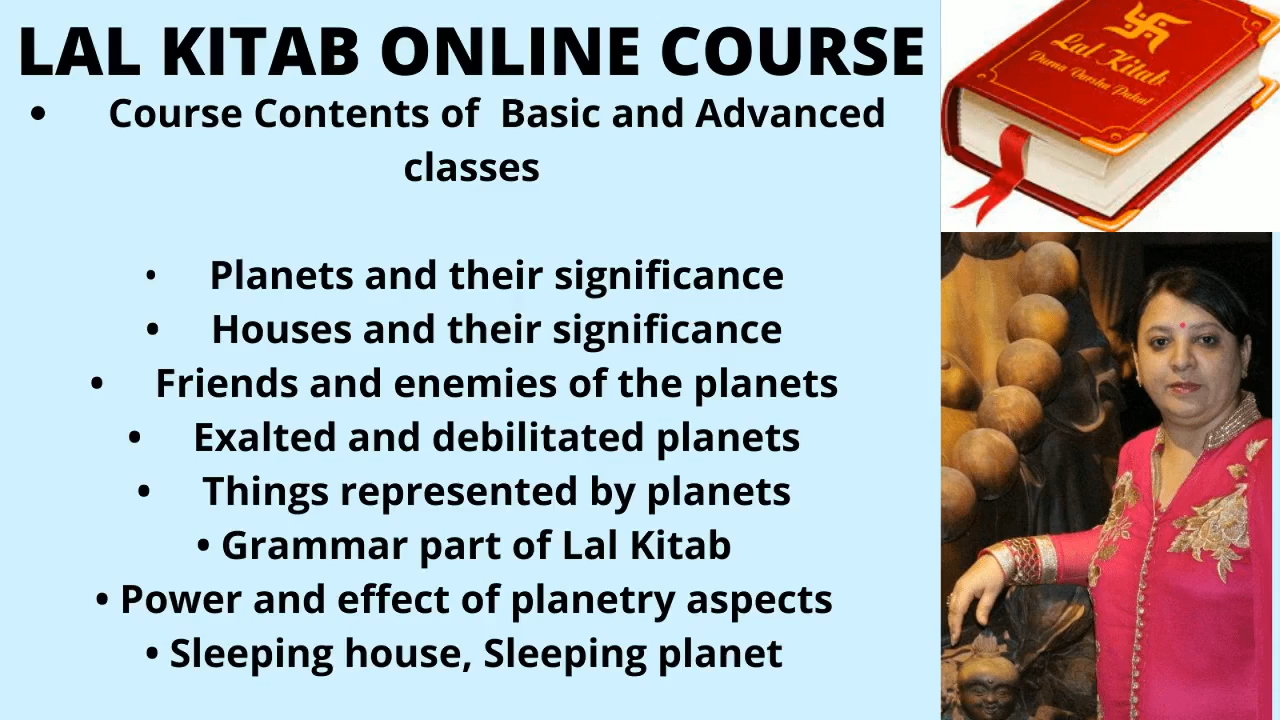 LAL KITAB ONLINE COURSE
• Course Contents of Basic and Advanced
classes
• Planets and their significance
• Houses and their significance
• Friends and enemies of the planets
• Exalted and debilitated planets
• Things represented by planets
• Grammar part of Lal Kitab
• Power and effect of planetry aspects
• Sleeping house, Sleeping planet
Lal Kitab